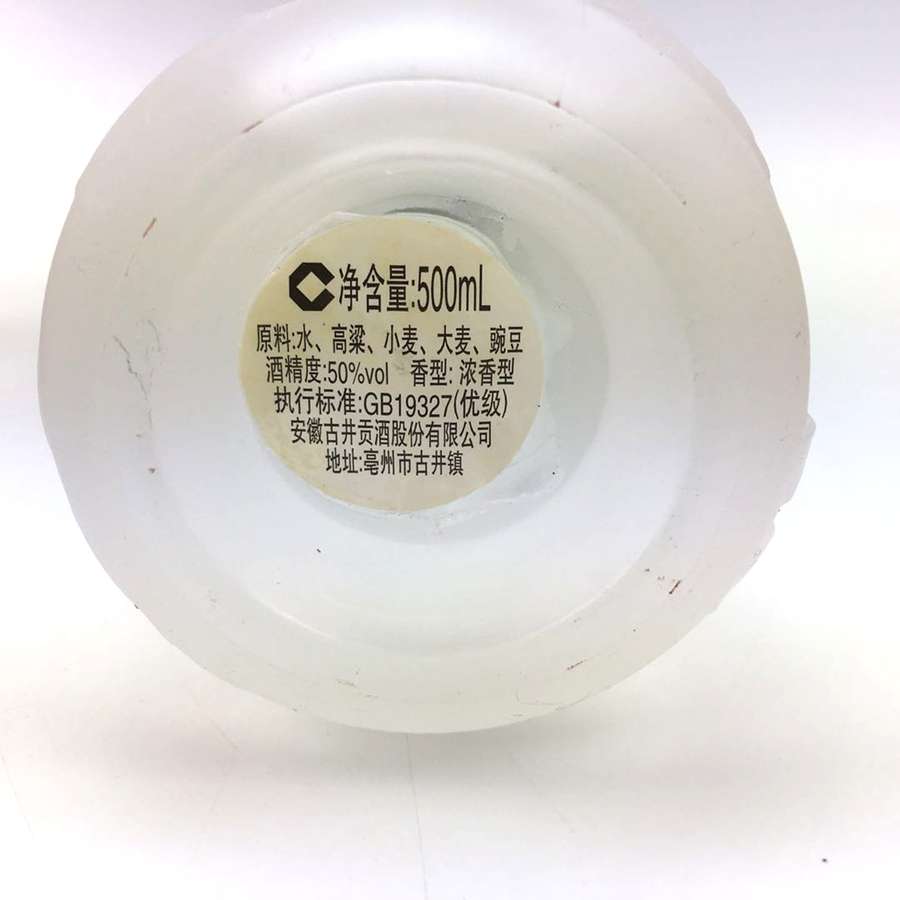 净含量:500mL
原料:水、高粱、小麦、大麦、豌豆
酒精度:50%vol 香型: 浓香型
执行标准:GB19327(优级)
安徽古井贡酒股份有限公司
地址:亳州市古井镇